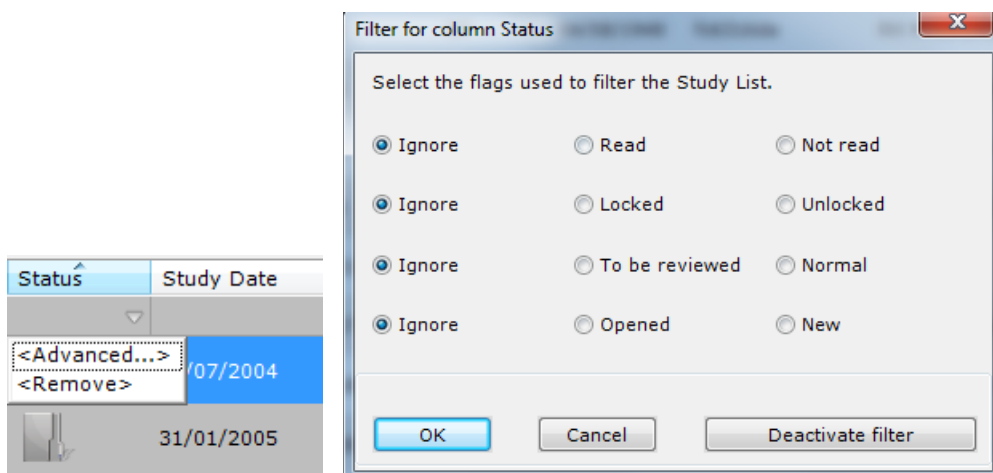 Status Study Date
<Advanced...>
<Remove>
/07/2004
31/01/2005
Filter for column Status
Select the flags used to filter the Study List.
Ignore Read Not read
Ignore Locked Unlocked
Ignore To be reviewed Normal
Ignore Opened New
OK Cancel Deactivate filter